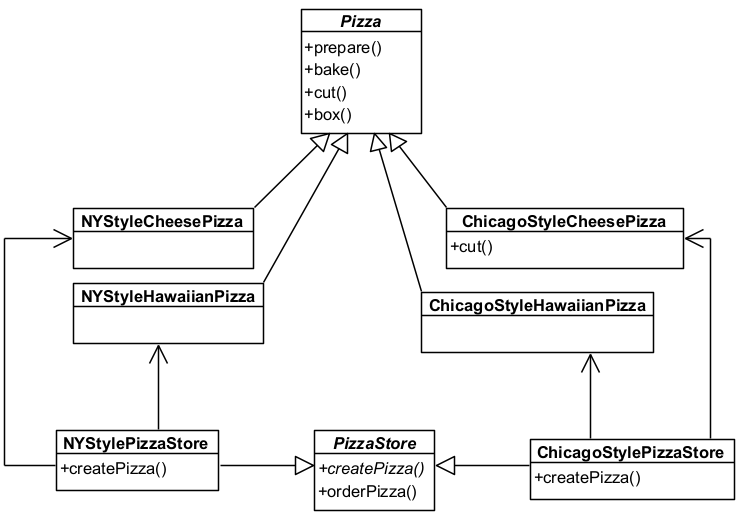 Pizza
+prepare()
+bake()
+cut()
+box()
NYStyleCheesePizza
ChicagoStyleCheesePizza
+cut()
NYStyleHawaiianPizza
ChicagoStyleHawaiianPizza
NYStylePizzaStore
+createPizza()
PizzaStore
+createPizza()
+orderPizza()
ChicagoStylePizzaStore
+createPizza()